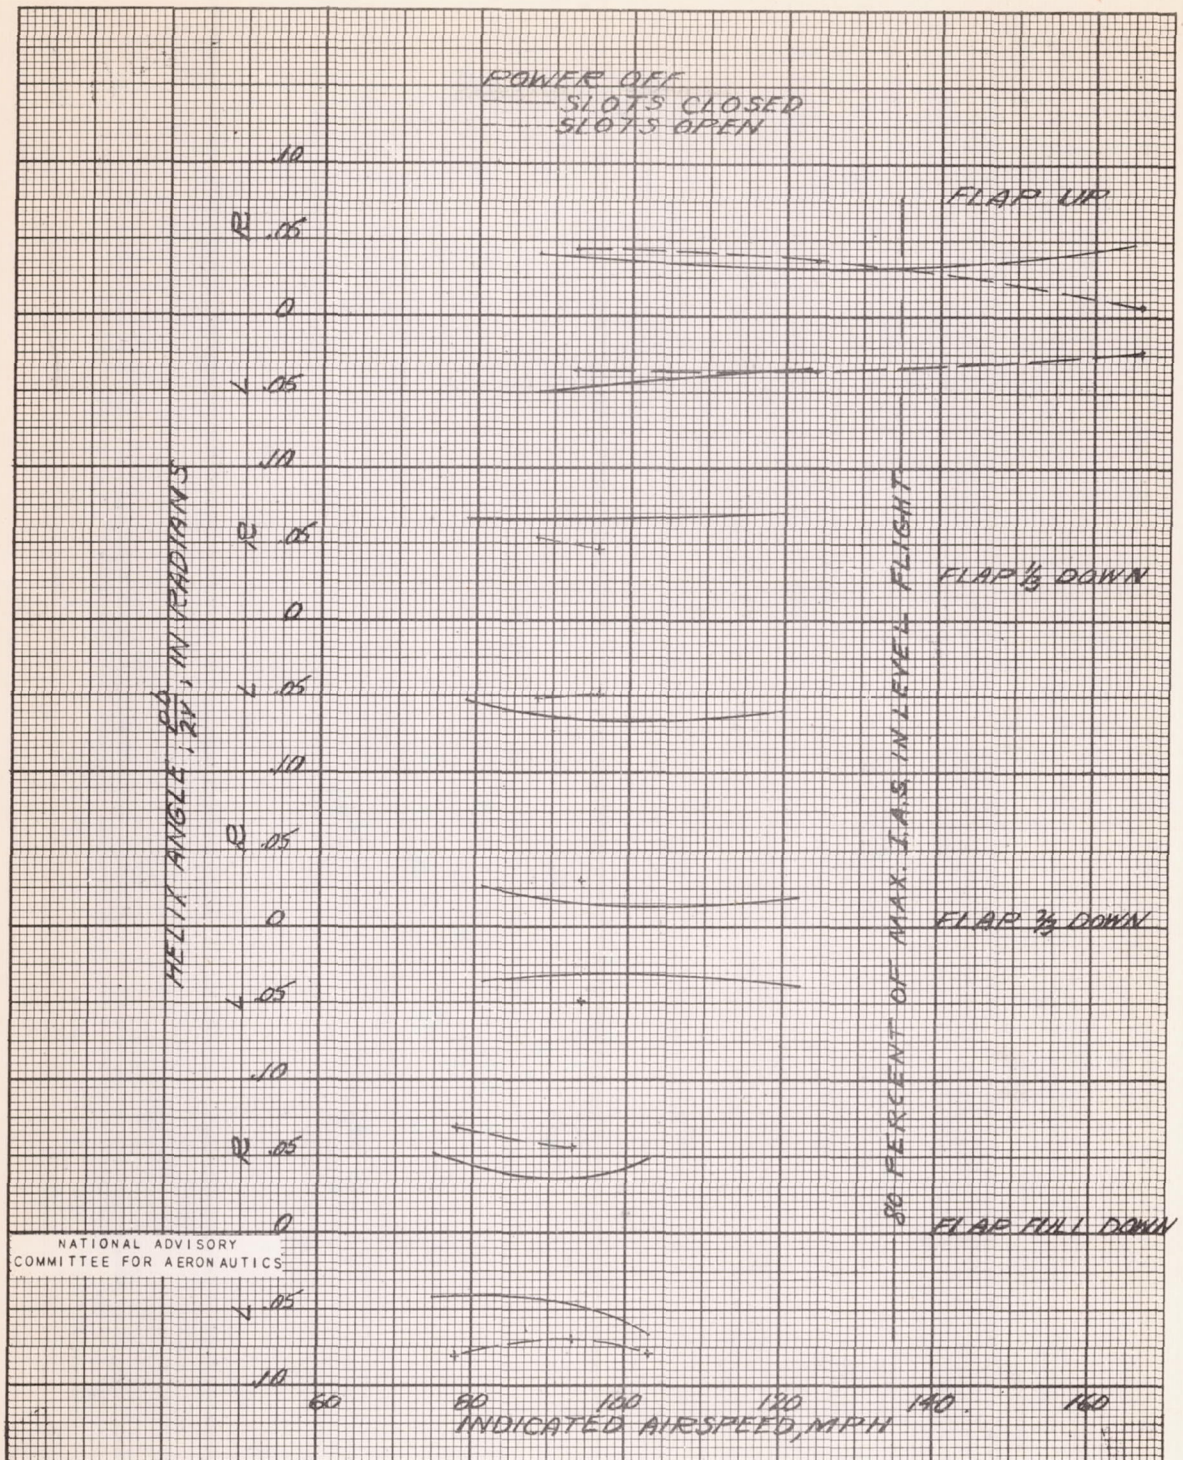 POWER OFF
SLOTS CLOSED
SLOTS OPEN
.10
FLAP UP
R .05
0
L .05
.10
R .05
FLAP 1/3 DOWN
0
L .05
.10
R .05
0
FLAP 2/3 DOWN
L .05
.10
R .05
0
FLAP FULL DOWN
L .05
.10
HELIX ANGLE, pb/2V, IN RADIANS
80 PERCENT OF MAX. I.A.S. IN LEVEL FLIGHT
NATIONAL ADVISORY
COMMITTEE FOR AERONAUTICS
60 80 100 120 140 160
INDICATED AIRSPEED, MPH